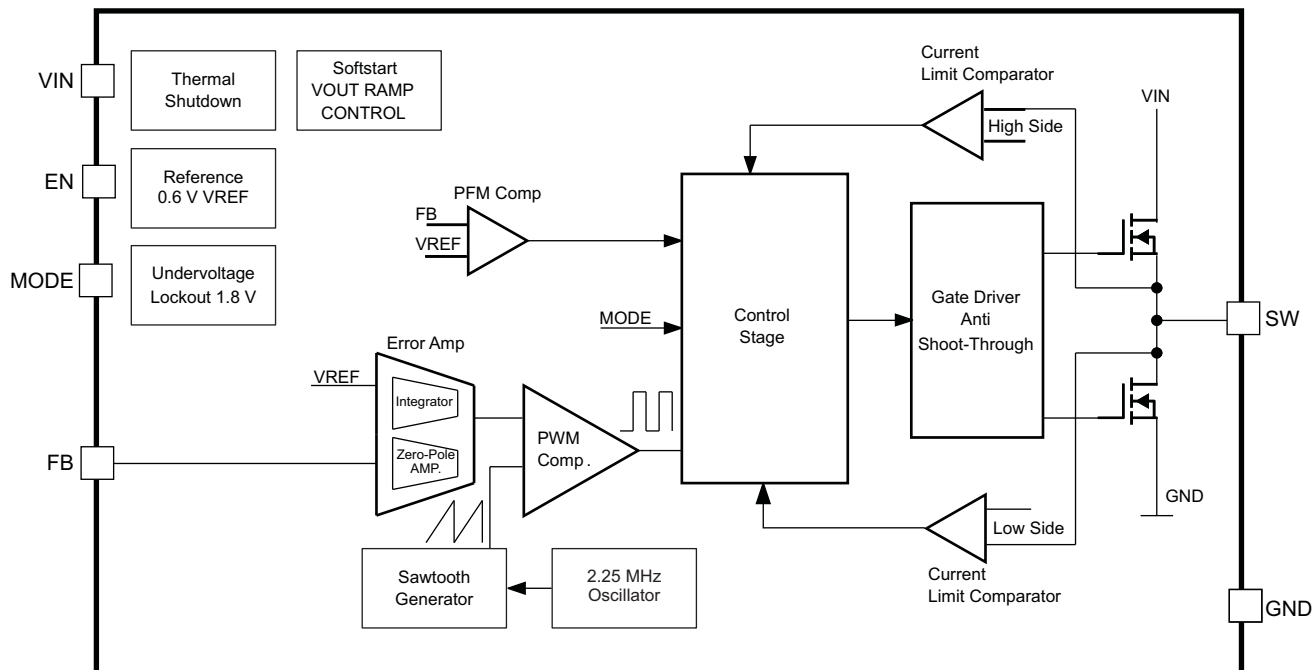 VIN
Thermal
Shutdown
Softstart
VOUT RAMP
CONTROL
EN
Reference
0.6 V VREF
MODE
Undervoltage
Lockout 1.8 V
PFM Comp
FB
VREF
MODE
Current
Limit Comparator
High Side
VIN
Control
Stage
Gate Driver
Anti
Shoot-Through
SW
Error Amp
VREF
Integrator
Zero-Pole
AMP.
FB
PWM
Comp .
Sawtooth
Generator
2.25 MHz
Oscillator
Low Side
Current
Limit Comparator
GND
GND